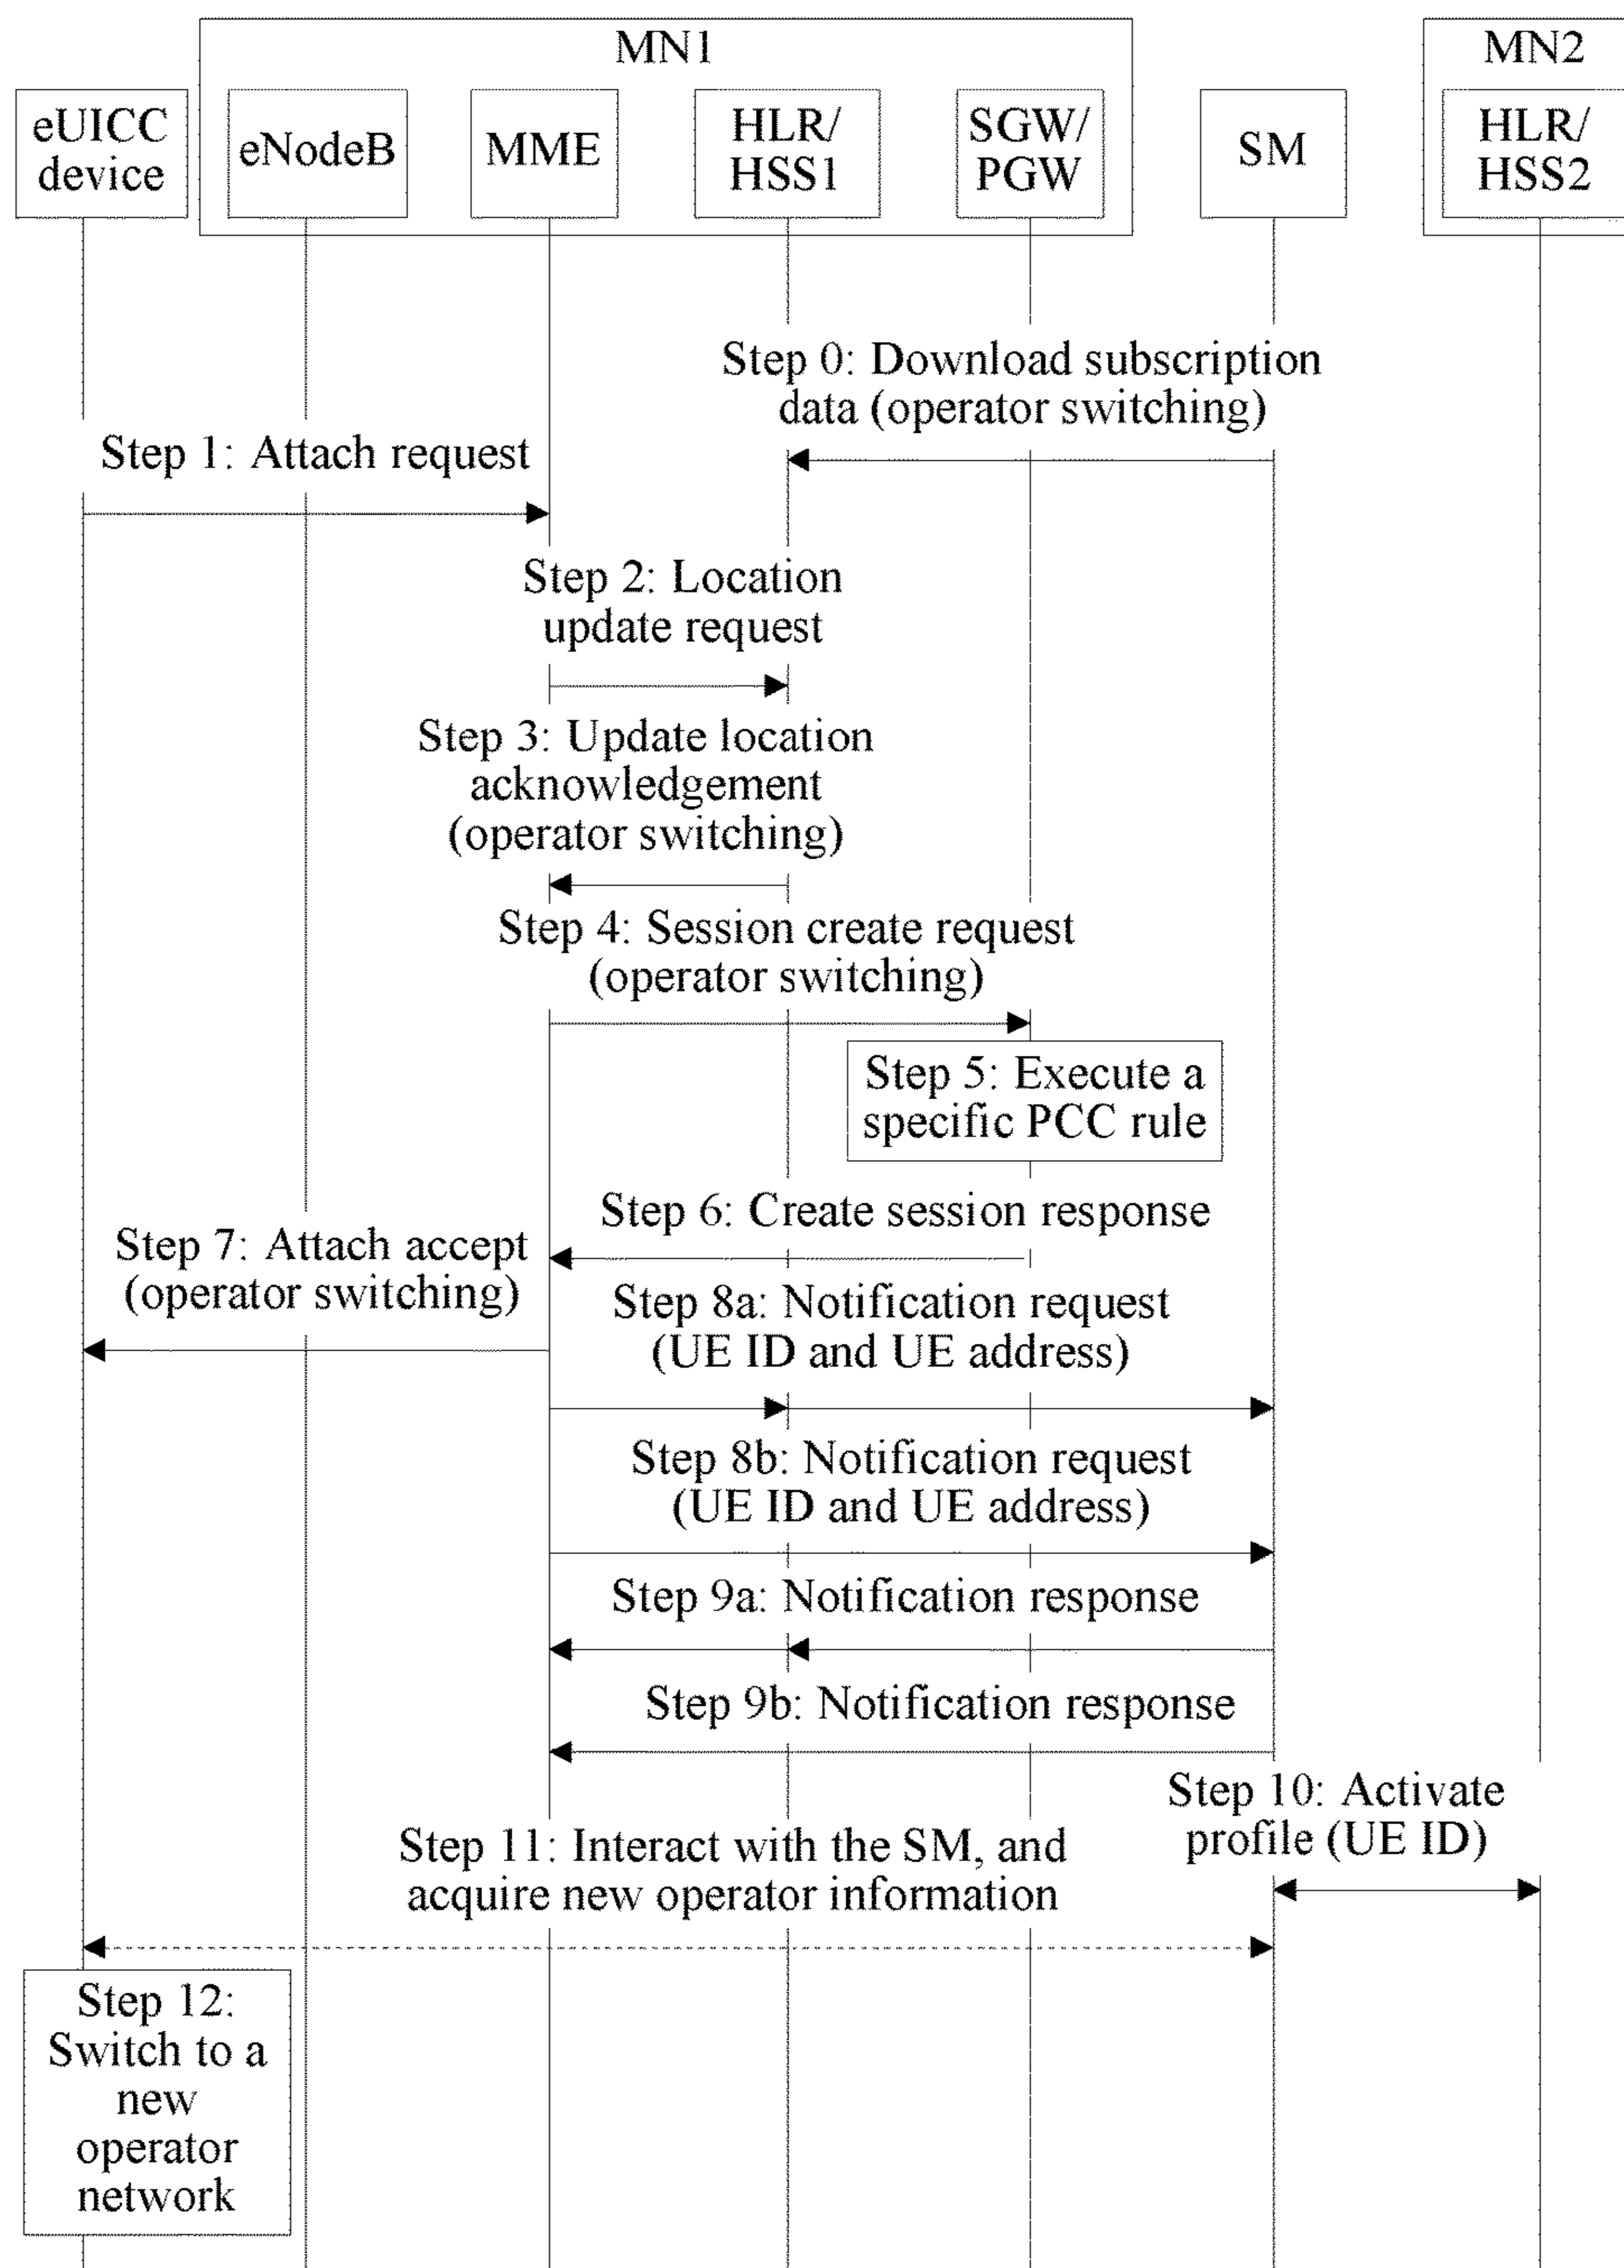 MN1
MN2
eUICC
device
eNodeB
MME
HLR/
HSS1
SGW/
PGW
SM
HLR/
HSS2
Step 0: Download subscription
data (operator switching)
Step 1: Attach request
Step 2: Location
update request
Step 3: Update location
acknowledgement
(operator switching)
Step 4: Session create request
(operator switching)
Step 5: Execute a
specific PCC rule
Step 6: Create session response
Step 7: Attach accept
(operator switching)
Step 8a: Notification request
(UE ID and UE address)
Step 8b: Notification request
(UE ID and UE address)
Step 9a: Notification response
Step 9b: Notification response
Step 10: Activate
profile (UE ID)
Step 11: Interact with the SM, and
acquire new operator information
Step 12:
Switch to a
new
operator
network